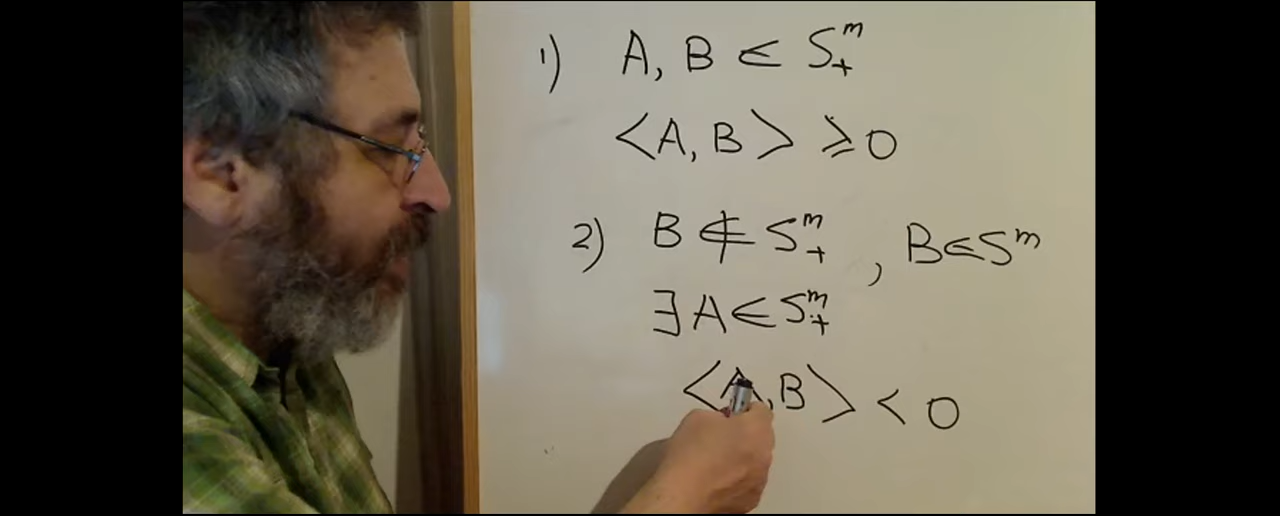 1) A, B ∈ S₊ᵐ
<A, B> ≥ 0
2) B ∉ S₊ᵐ, B ∈ Sᵐ
∃ A ∈ S₊ᵐ
<A, B> < 0